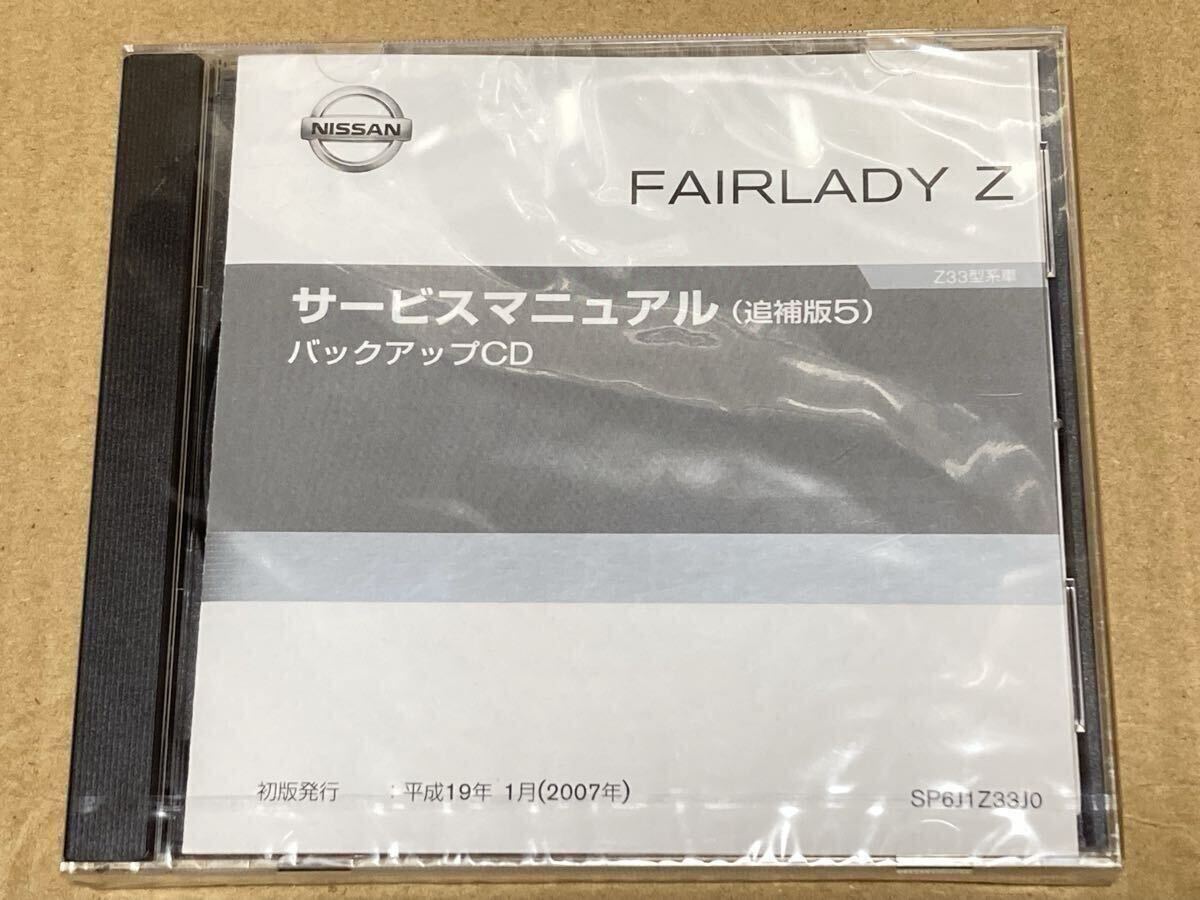 NISSAN
FAIRLADY Z
Z33型系車
サービスマニュアル（追補版5）
バックアップCD
初版発行 ：平成19年 1月(2007年)
SP6J1Z33J0